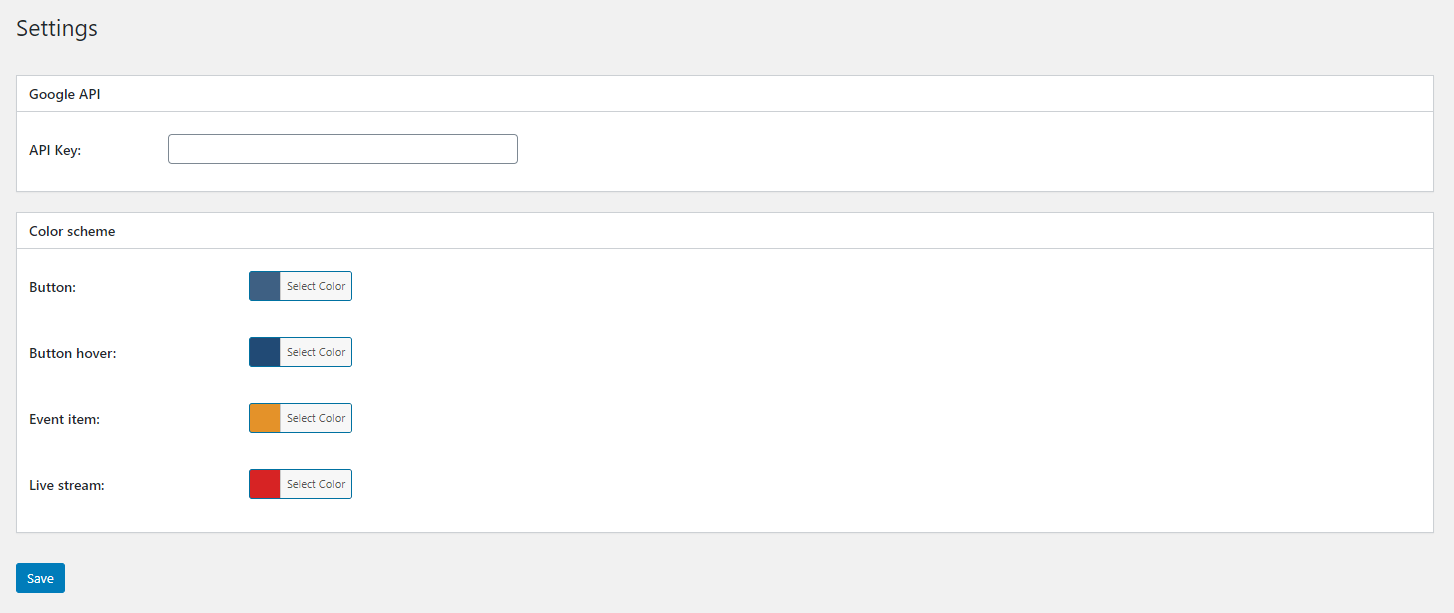 Settings
Google API
API Key:
Color scheme
Button:
Select Color
Button hover:
Select Color
Event item:
Select Color
Live stream:
Select Color
Save